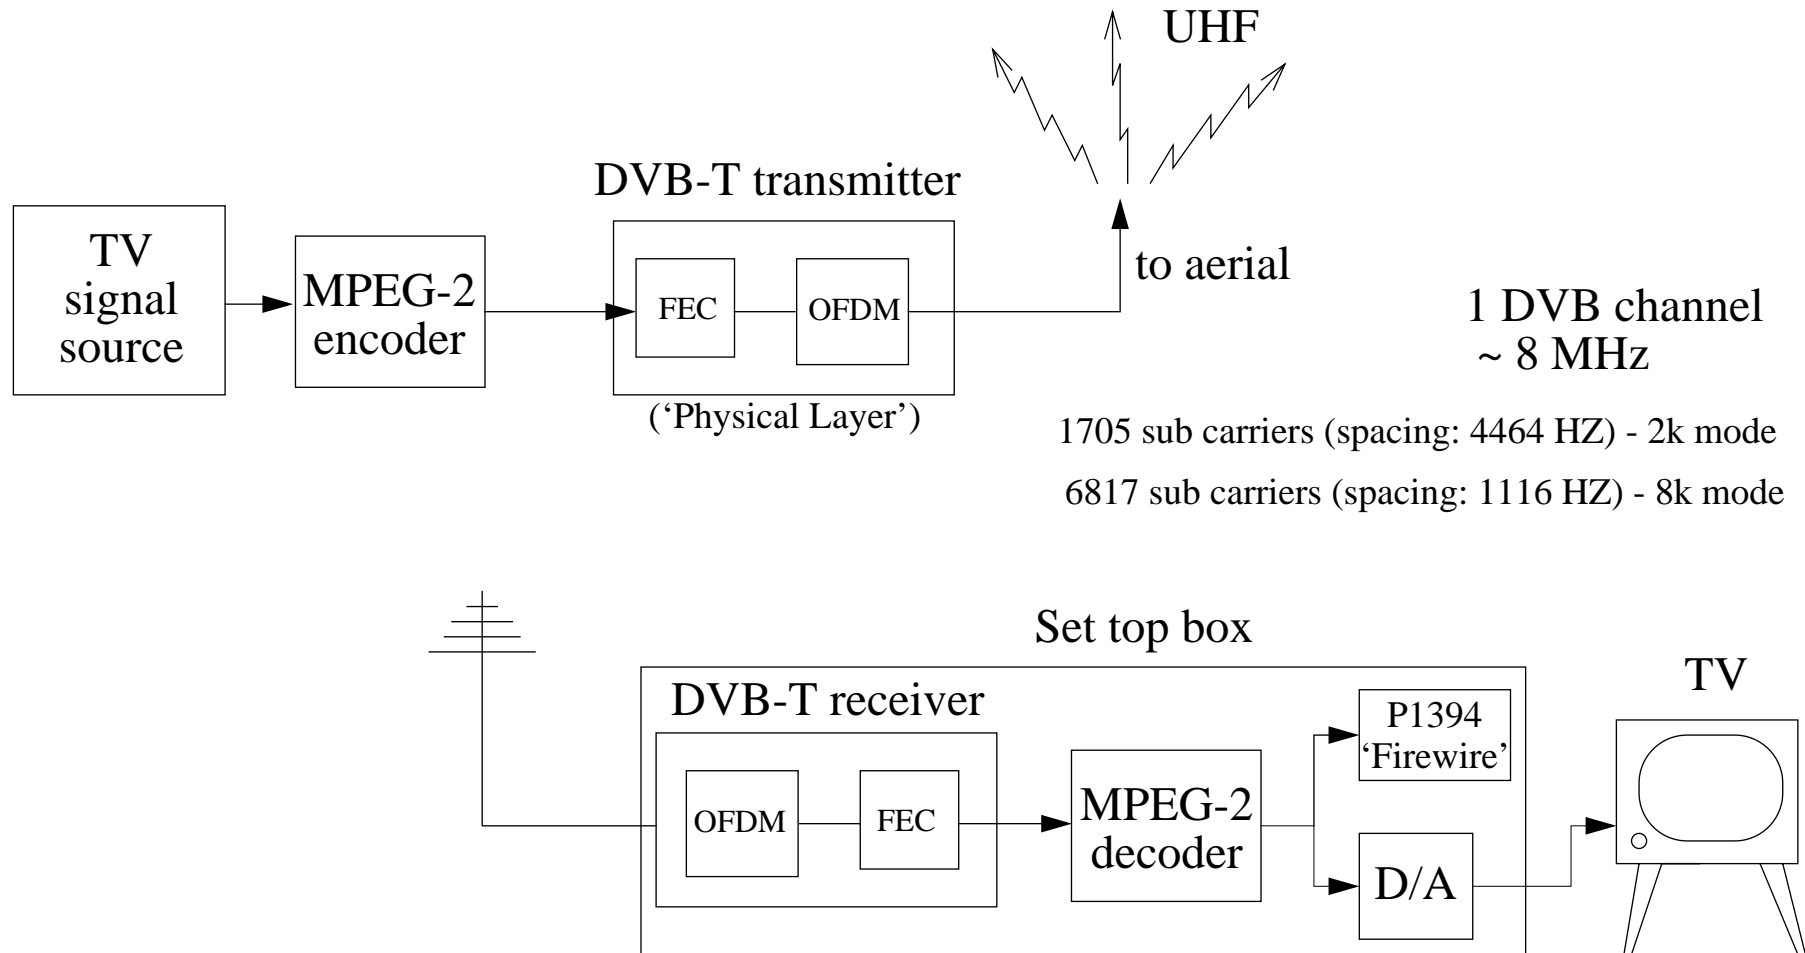 UHF
DVB-T transmitter
TV
signal
source
MPEG-2
encoder
FEC
OFDM
to aerial
(‘Physical Layer’)
1 DVB channel
~ 8 MHz
1705 sub carriers (spacing: 4464 HZ) - 2k mode
6817 sub carriers (spacing: 1116 HZ) - 8k mode
Set top box
DVB-T receiver
OFDM
FEC
MPEG-2
decoder
P1394
‘Firewire’
D/A
TV